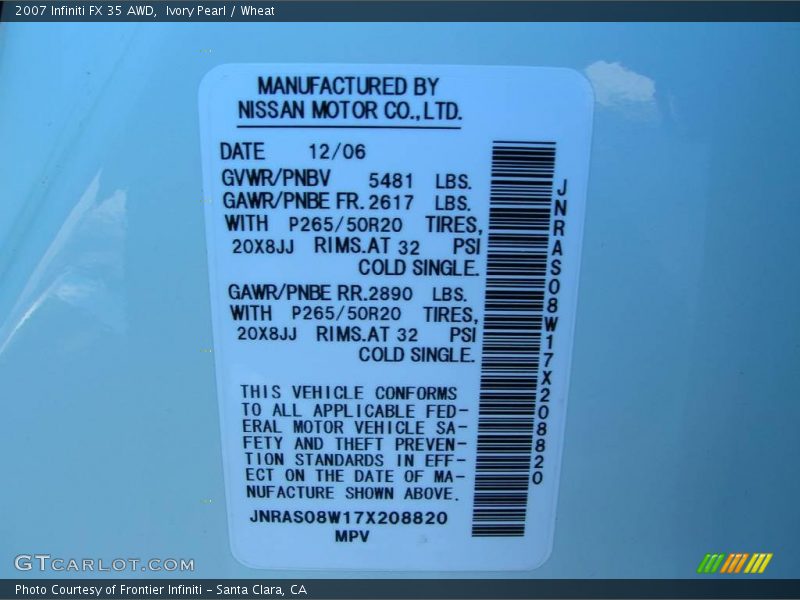 2007 Infiniti FX 35 AWD,  Ivory Pearl / Wheat
MANUFACTURED BY
NISSAN MOTOR CO.,LTD.
DATE 12/06
GVWR/PNBV 5481 LBS.
GAWR/PNBE FR.2617 LBS.
WITH P265/50R20 TIRES,
20X8JJ RIMS.AT 32 PSI
COLD SINGLE.
GAWR/PNBE RR.2890 LBS.
WITH P265/50R20 TIRES,
20X8JJ RIMS.AT 32 PSI
COLD SINGLE.
THIS VEHICLE CONFORMS
TO ALL APPLICABLE FED-
ERAL MOTOR VEHICLE SA-
FETY AND THEFT PREVEN-
TION STANDARDS IN EFF-
ECT ON THE DATE OF MA-
NUFACTURE SHOWN ABOVE.
JNRAS08W17X208820
MPV
JNRAS08W17X208820
GTCARLOT.COM
Photo Courtesy of Frontier Infiniti - Santa Clara, CA